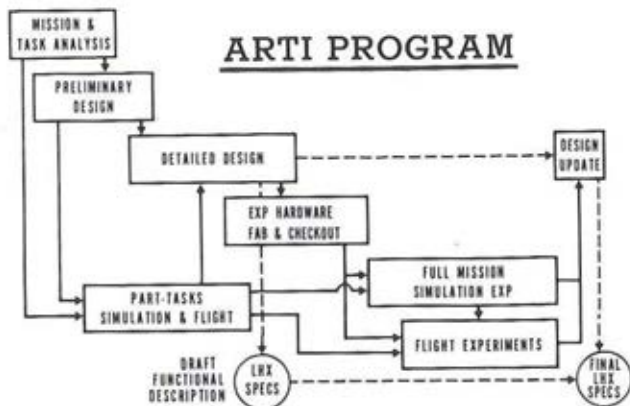 MISSION &
TASK ANALYSIS
ARTI PROGRAM
PRELIMINARY
DESIGN
DETAILED DESIGN
DESIGN
UPDATE
EXP HARDWARE
FAB & CHECKOUT
FULL MISSION
SIMULATION EXP
PART-TASKS
SIMULATION & FLIGHT
FLIGHT EXPERIMENTS
DRAFT
FUNCTIONAL
DESCRIPTION
LHX
SPECS
FINAL
LHX
SPECS